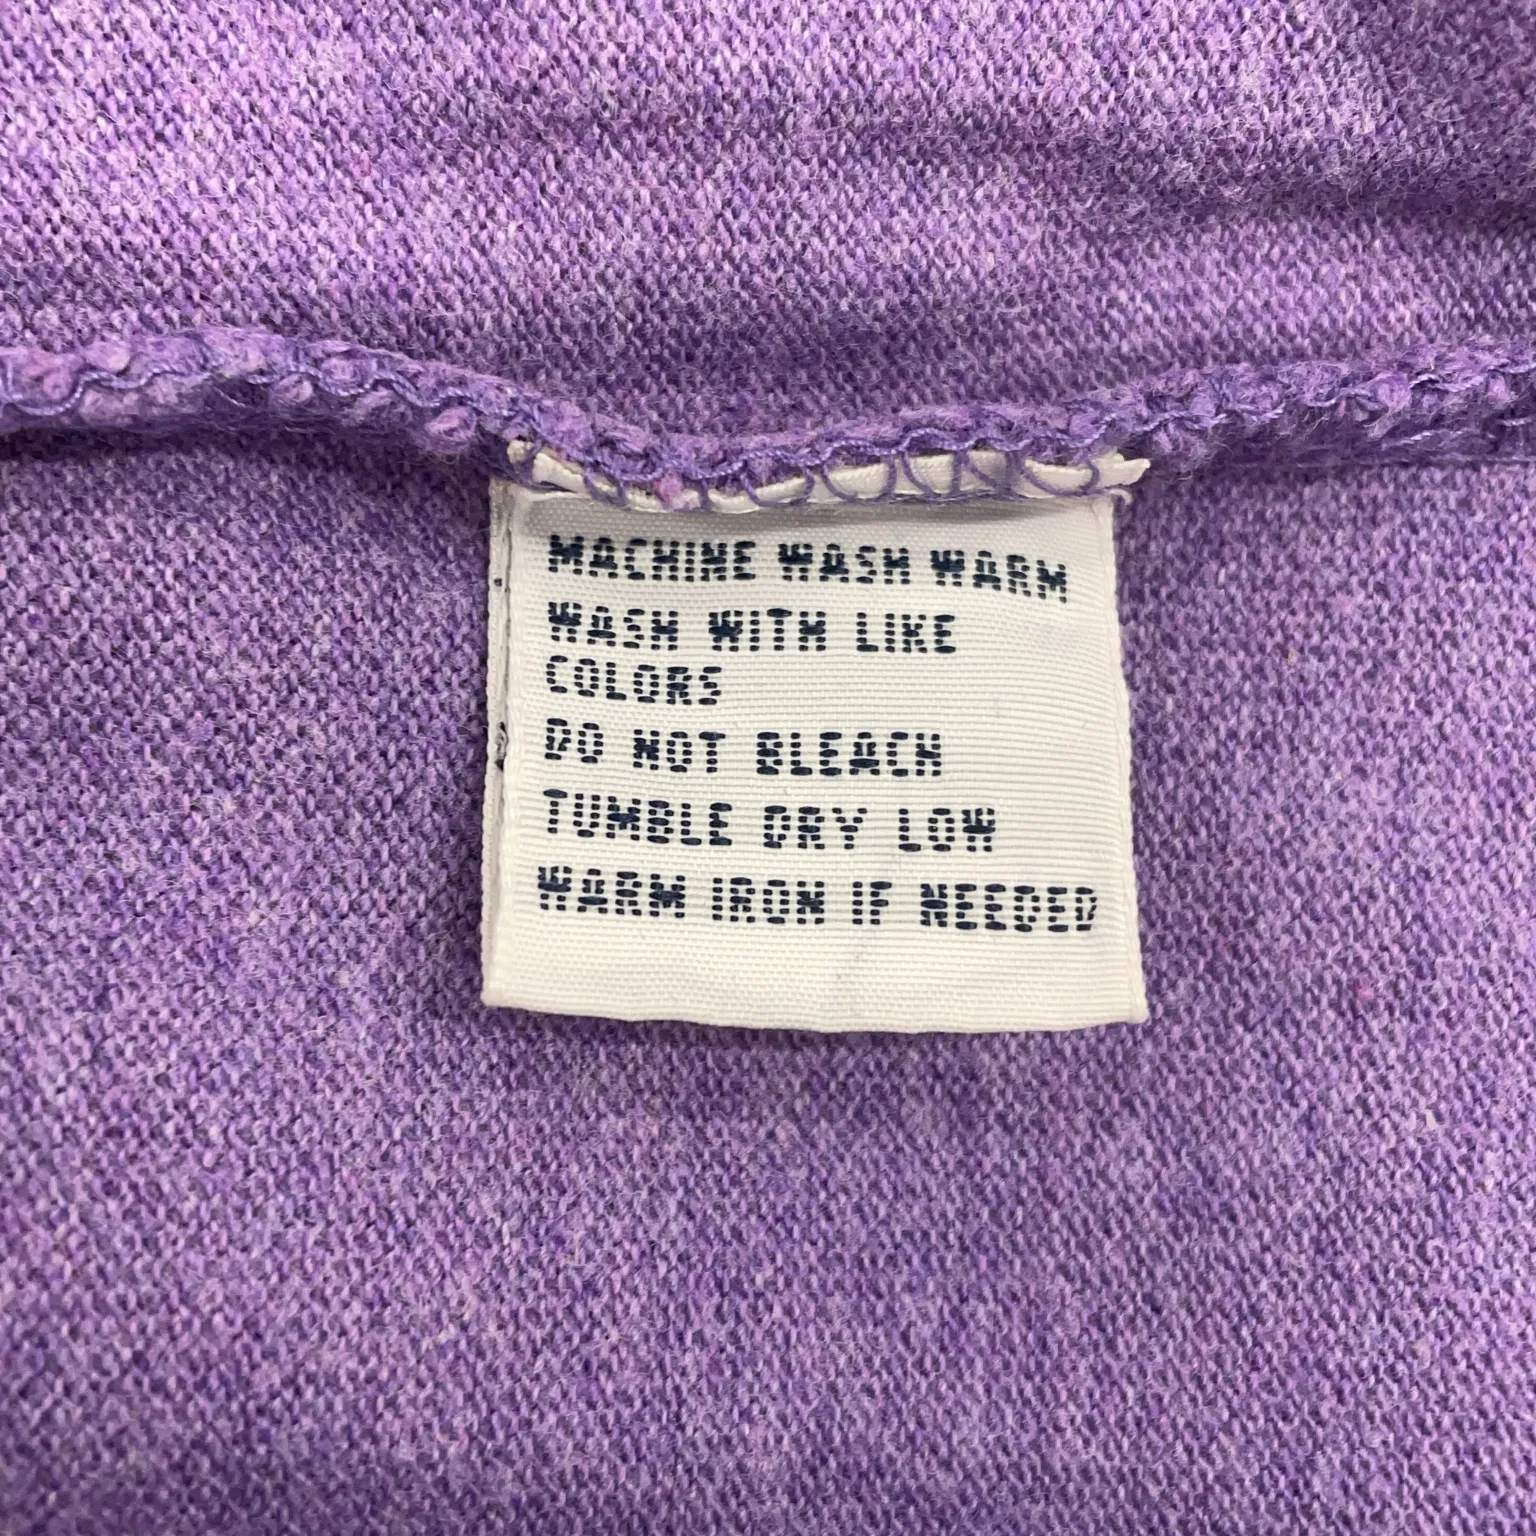 MACHINE WASH WARM
WASH WITH LIKE
COLORS
DO NOT BLEACH
TUMBLE DRY LOW
WARM IRON IF NEEDED